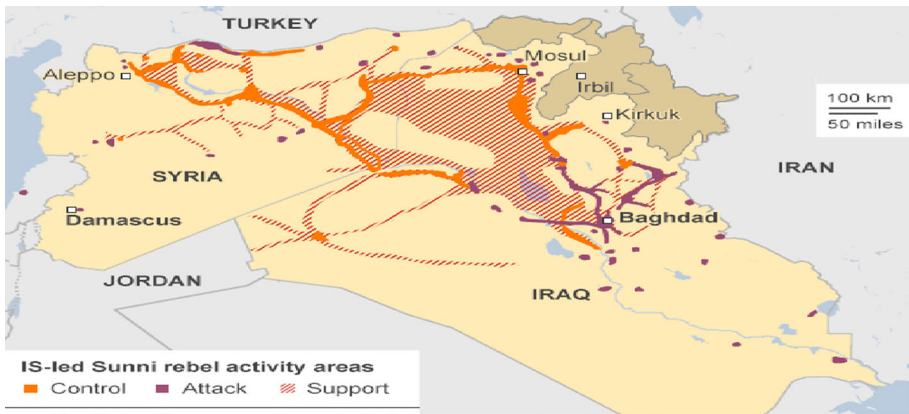 TURKEY
Aleppo
Mosul
Irbil
Kirkuk
100 km
50 miles
SYRIA
IRAN
Damascus
Baghdad
JORDAN
IRAQ
IS-led Sunni rebel activity areas
Control Attack Support